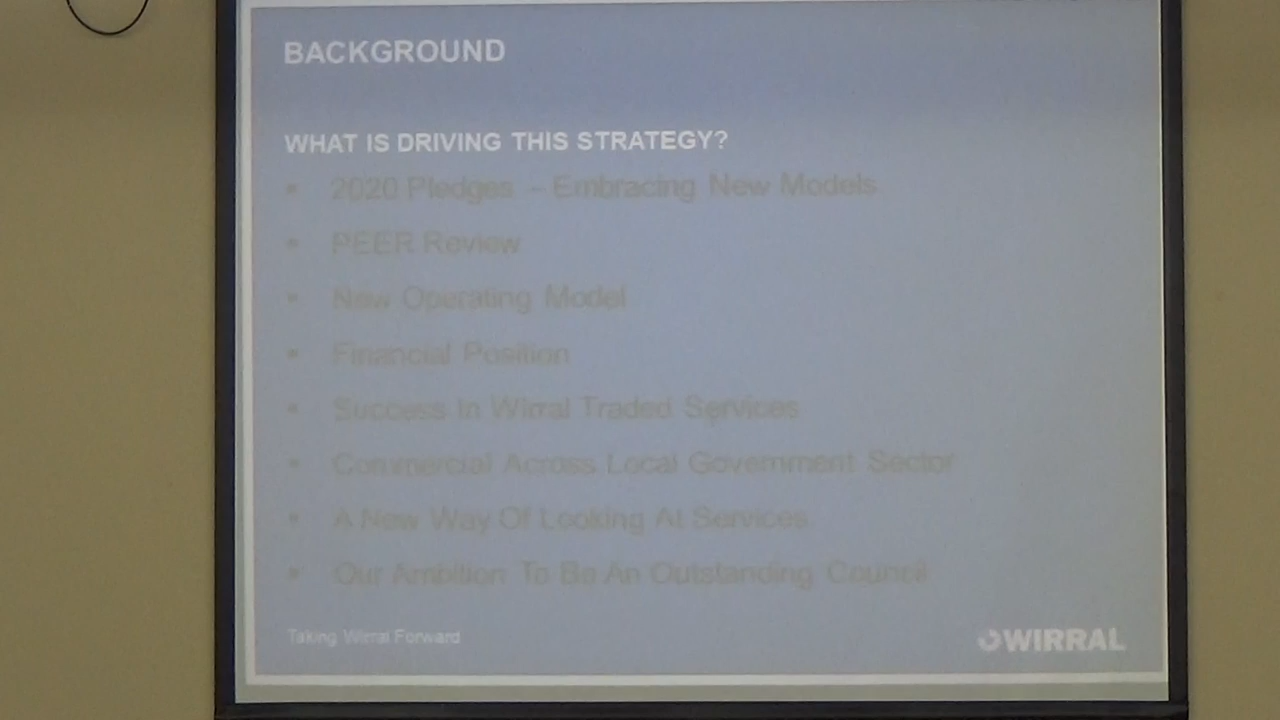 BACKGROUND
WHAT IS DRIVING THIS STRATEGY?
• 2020 Pledges – Embracing New Models
• PEER Review
• New Operating Model
• Financial Position
• Success In Wirral Traded Services
• Commercial Across Local Government Sector
• A New Way Of Looking At Services
• Our Ambition To Be An Outstanding Council
Taking Wirral Forward
WIRRAL